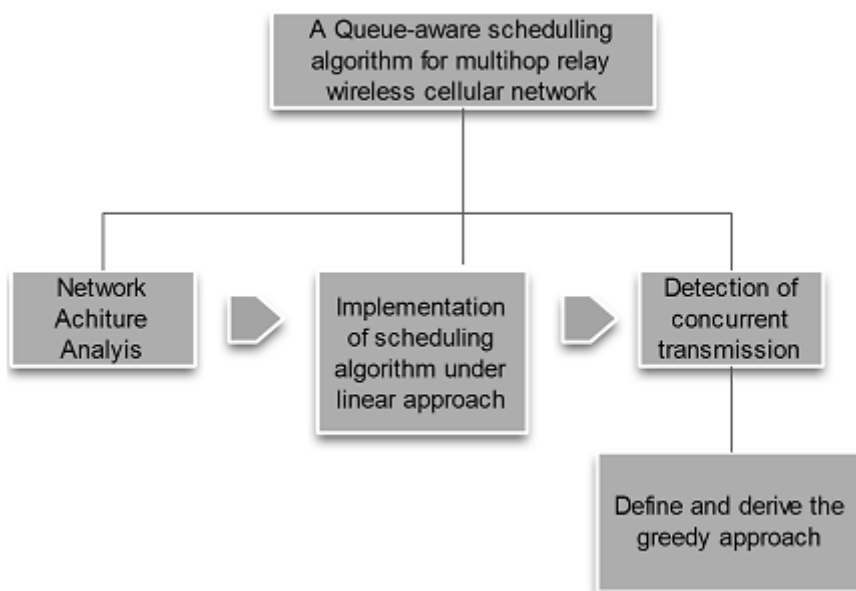 A Queue-aware schedulling
algorithm for multihop relay
wireless cellular network
Network
Achiture
Analyis
Implementation
of scheduling
algorithm under
linear approach
Detection of
concurrent
transmission
Define and derive the
greedy approach